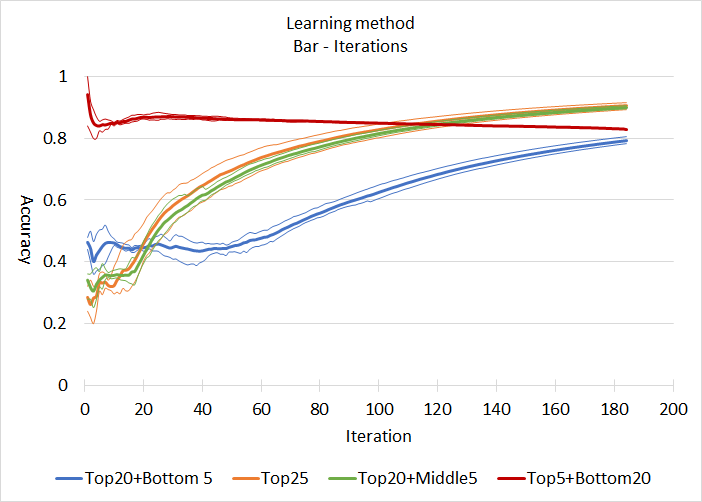 Learning method
Bar - Iterations
1
0.8
0.6
0.4
0.2
0
Accuracy
0 20 40 60 80 100 120 140 160 180 200
Iteration
Top20+Bottom 5 Top25 Top20+Middle5 Top5+Bottom20